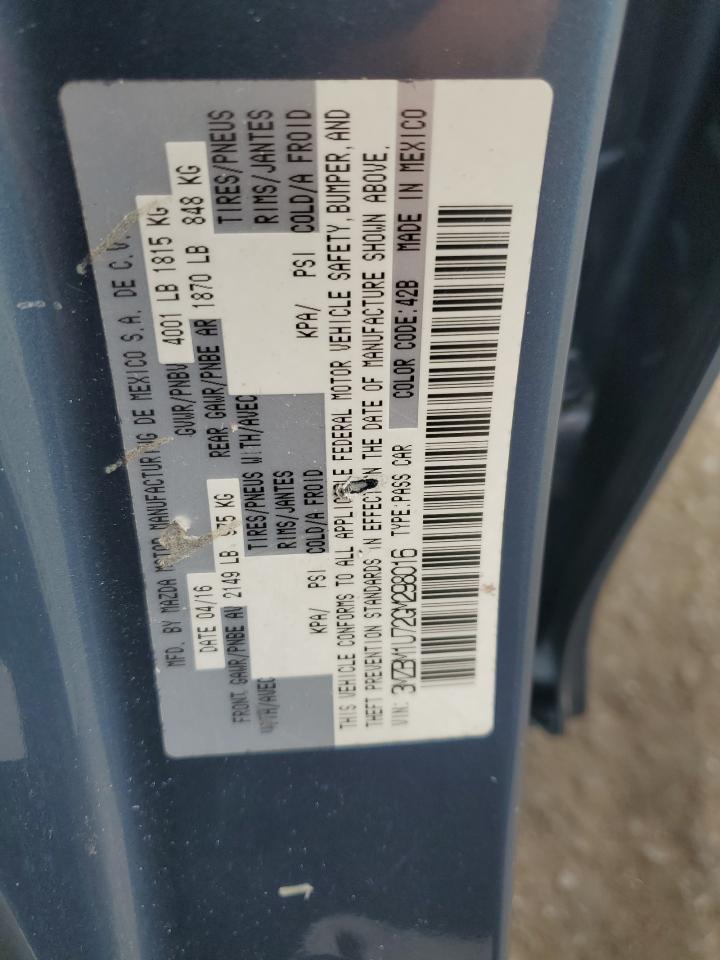 MFD. BY MAZDA MOTOR MANUFACTURING DE MEXICO S.A. DE C.V.
DATE 04/16 GVWR/PNBV 4001 LB 1815 KG
FRONT GAWR/PNBE AV 2149 LB 975 KG REAR GAWR/PNBE AR 1870 LB 848 KG
WITH/AVEC TIRES/PNEUS WITH/AVEC TIRES/PNEUS
RIMS/JANTES RIMS/JANTES
KPA/ PSI COLD/A FROID KPA/ PSI COLD/A FROID
THIS VEHICLE CONFORMS TO ALL APPLICABLE FEDERAL MOTOR VEHICLE SAFETY, BUMPER, AND
THEFT PREVENTION STANDARDS IN EFFECT ON THE DATE OF MANUFACTURE SHOWN ABOVE.
VIN: 3MZBM1J72GM298016 TYPE:PASS CAR COLOR CODE:42B MADE IN MEXICO